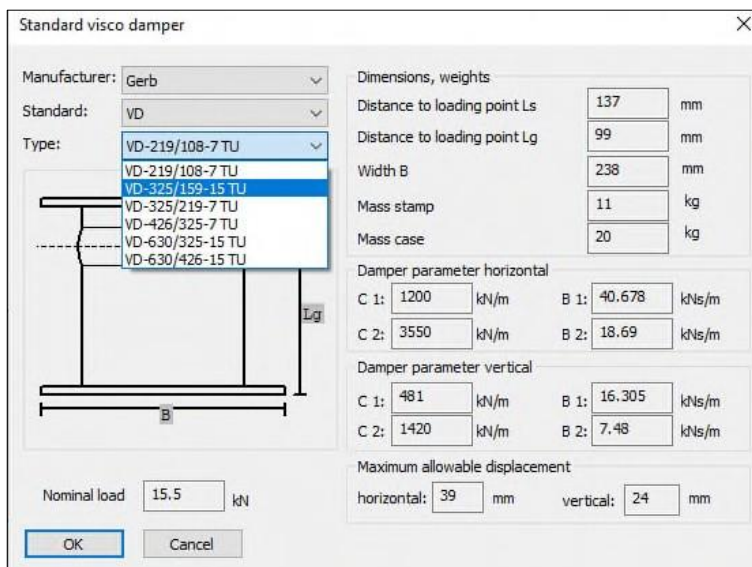 Standard visco damper
Manufacturer: Gerb
Standard: VD
Type: VD-219/108-7 TU
VD-219/108-7 TU
VD-325/159-15 TU
VD-325/219-7 TU
VD-426/325-7 TU
VD-630/325-15 TU
VD-630/426-15 TU
Lg
B
Nominal load 15.5 kN
OK Cancel
Dimensions, weights
Distance to loading point Ls 137 mm
Distance to loading point Lg 99 mm
Width B 238 mm
Mass stamp 11 kg
Mass case 20 kg
Damper parameter horizontal
C 1: 1200 kN/m B 1: 40.678 kNs/m
C 2: 3550 kN/m B 2: 18.69 kNs/m
Damper parameter vertical
C 1: 481 kN/m B 1: 16.305 kNs/m
C 2: 1420 kN/m B 2: 7.48 kNs/m
Maximum allowable displacement
horizontal: 39 mm vertical: 24 mm